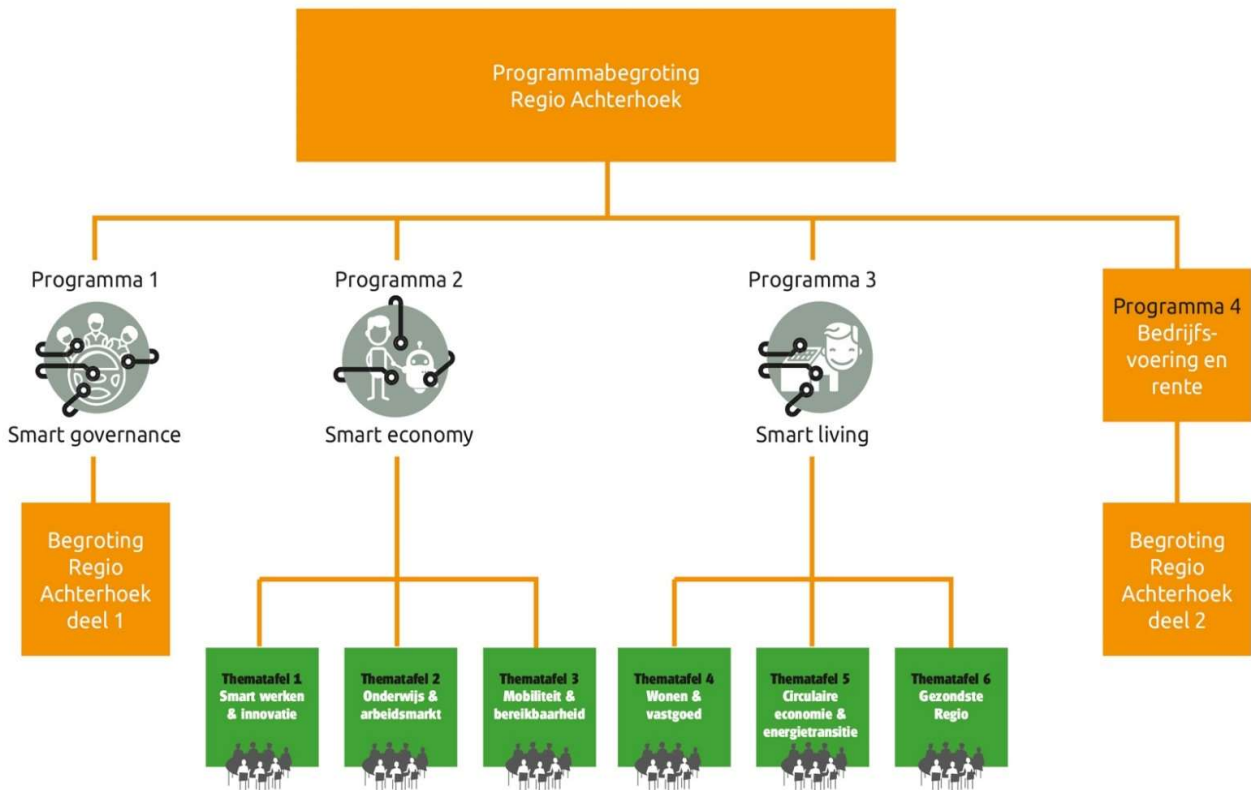 Programmabegroting
Regio Achterhoek
Programma 1
Smart governance
Programma 2
Smart economy
Programma 3
Smart living
Programma 4
Bedrijfs-
voering en
rente
Begroting
Regio
Achterhoek
deel 1
Begroting
Regio
Achterhoek
deel 2
Thematafel 1
Smart werken
& innovatie
Thematafel 2
Onderwijs &
arbeidsmarkt
Thematafel 3
Mobiliteit &
bereikbaarheid
Thematafel 4
Wonen &
vastgoed
Thematafel 5
Circulaire
economie &
energietransitie
Thematafel 6
Gezondste
Regio